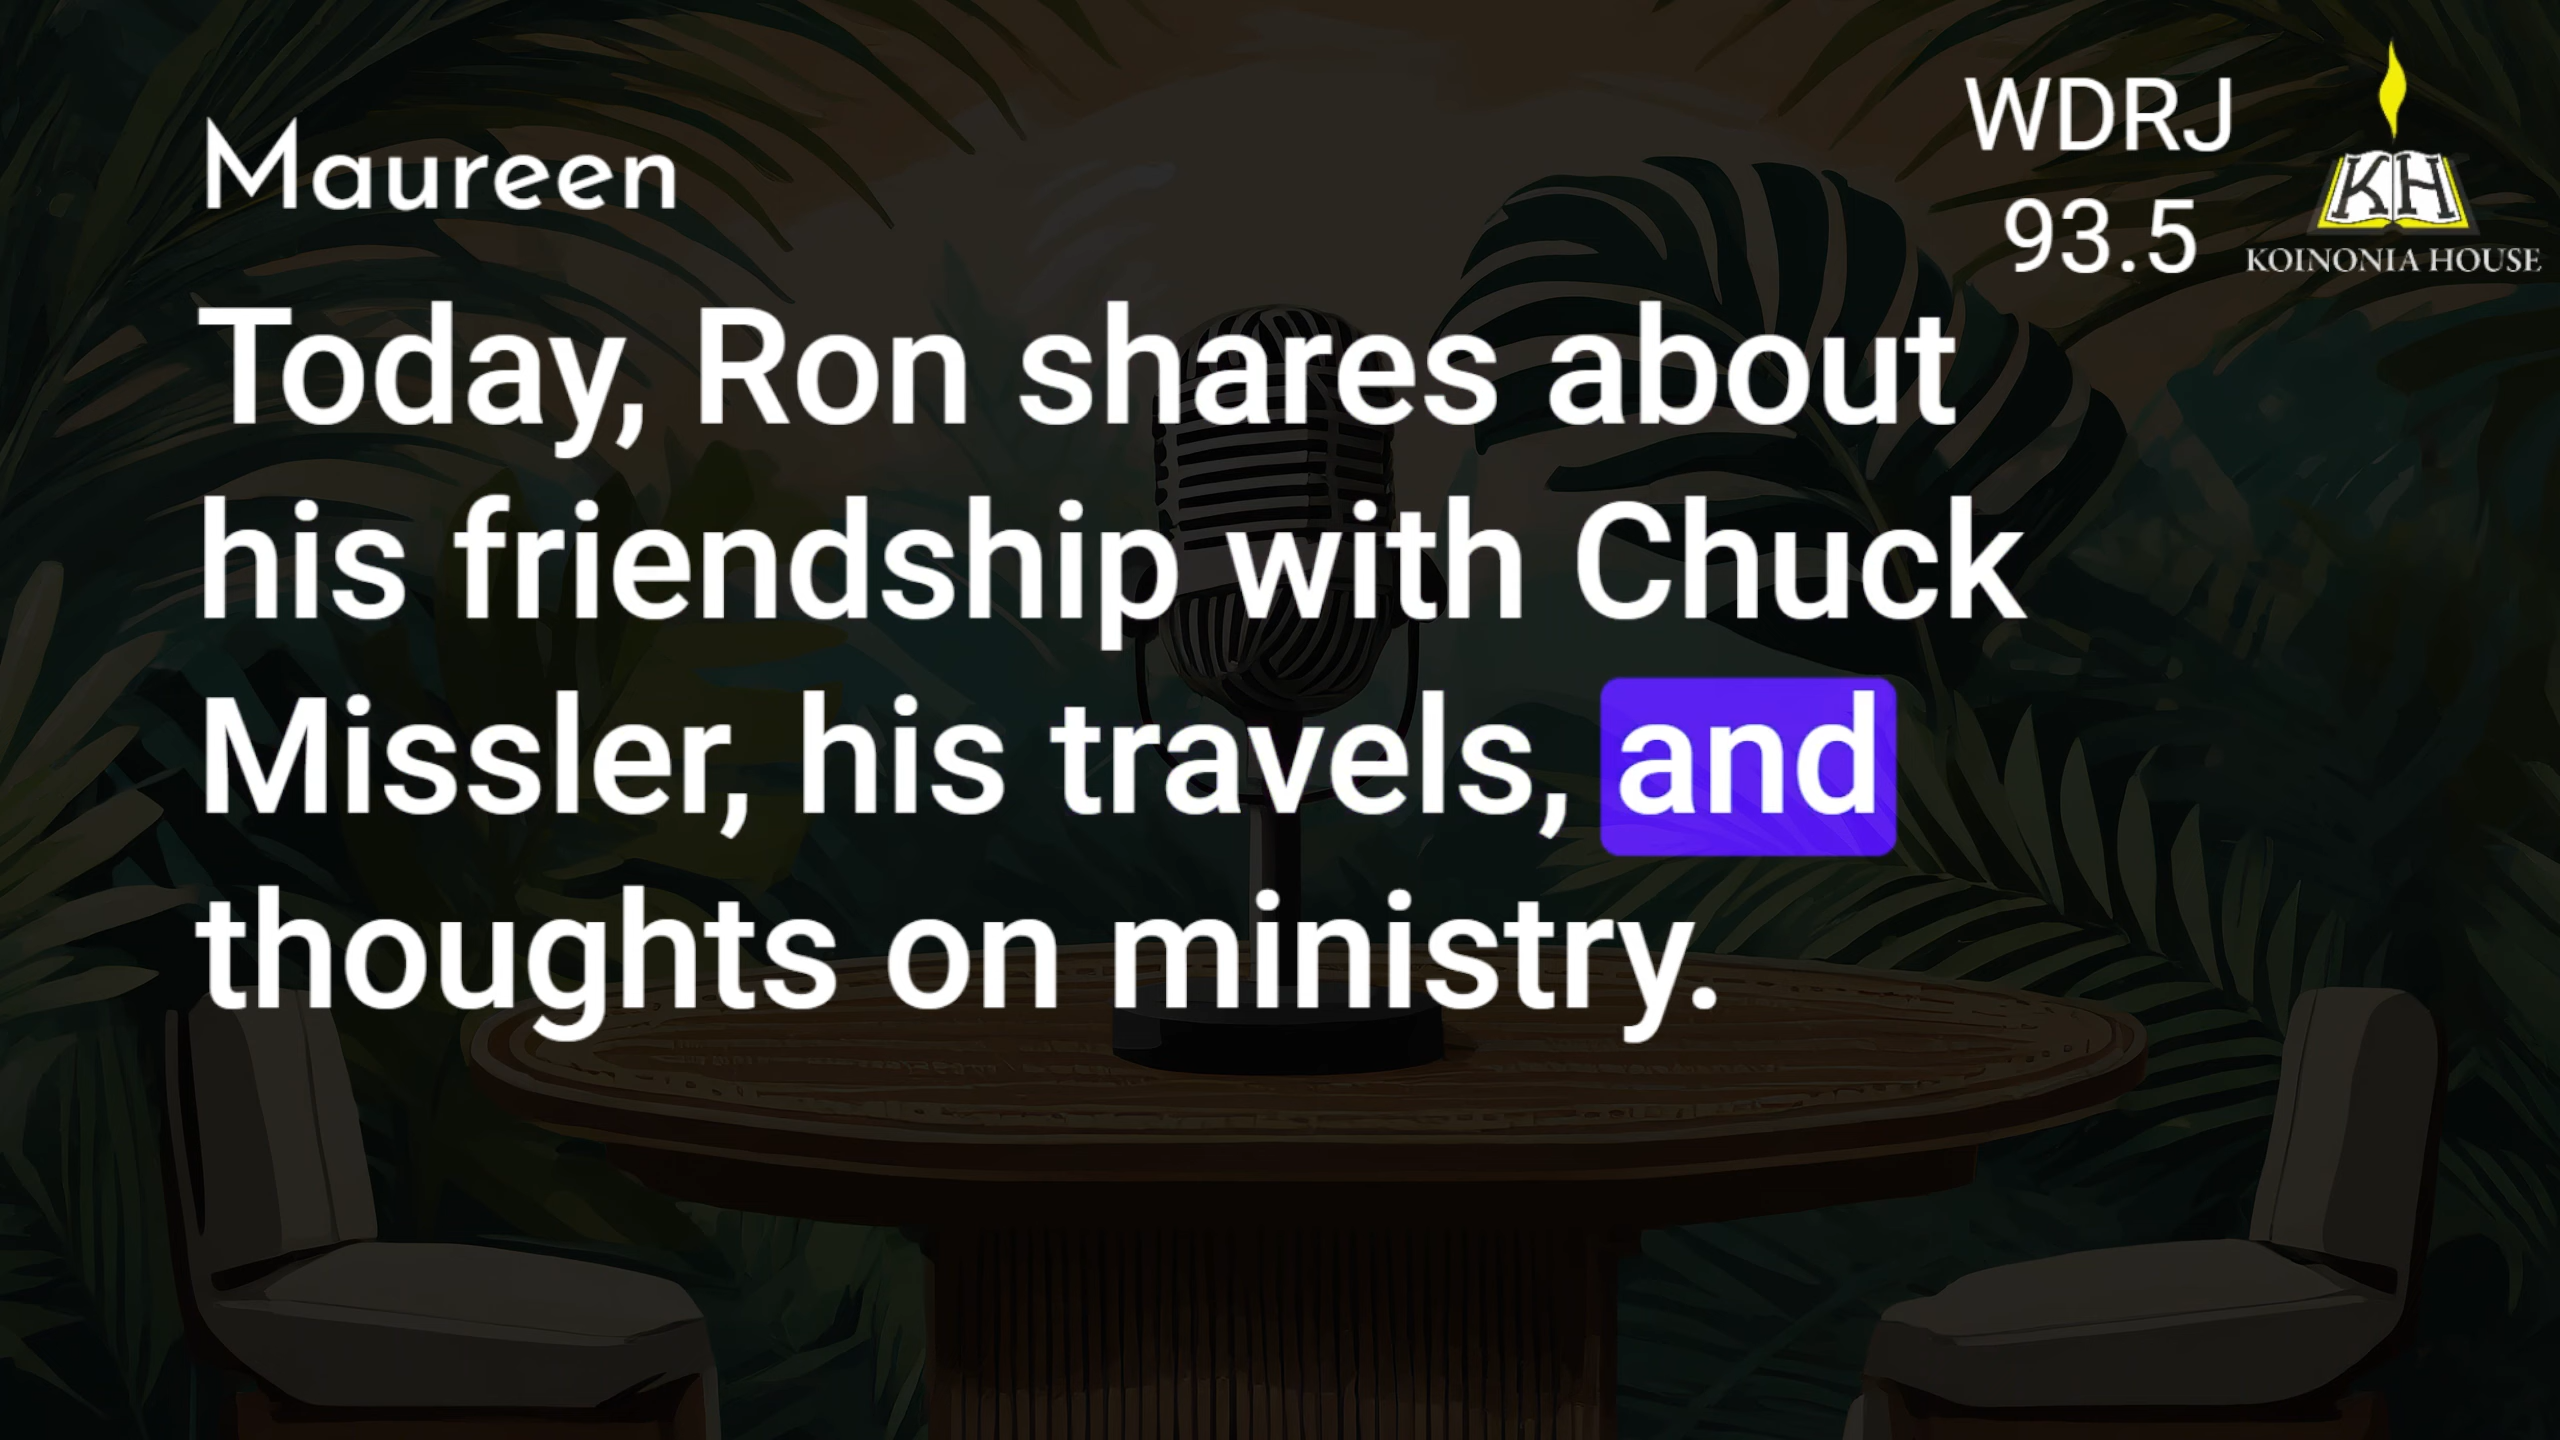 Maureen
WDRJ
93.5
KH
KOINONIA HOUSE
Today, Ron shares about
his friendship with Chuck
Missler, his travels, and
thoughts on ministry.